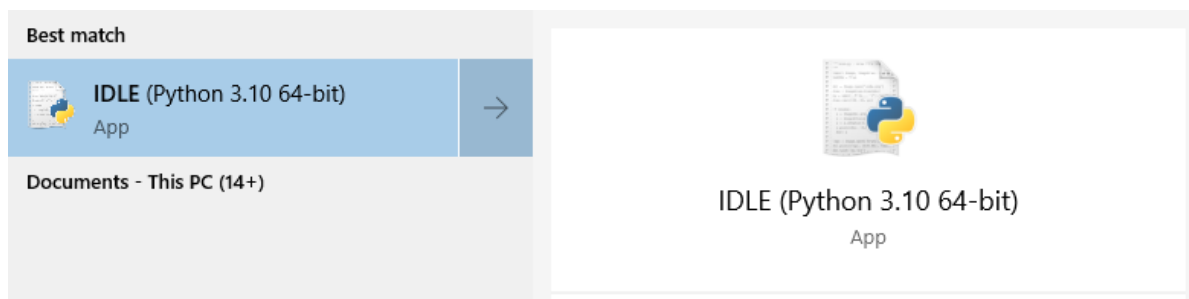 Best match
IDLE (Python 3.10 64-bit)
App
Documents - This PC (14+)
IDLE (Python 3.10 64-bit)
App